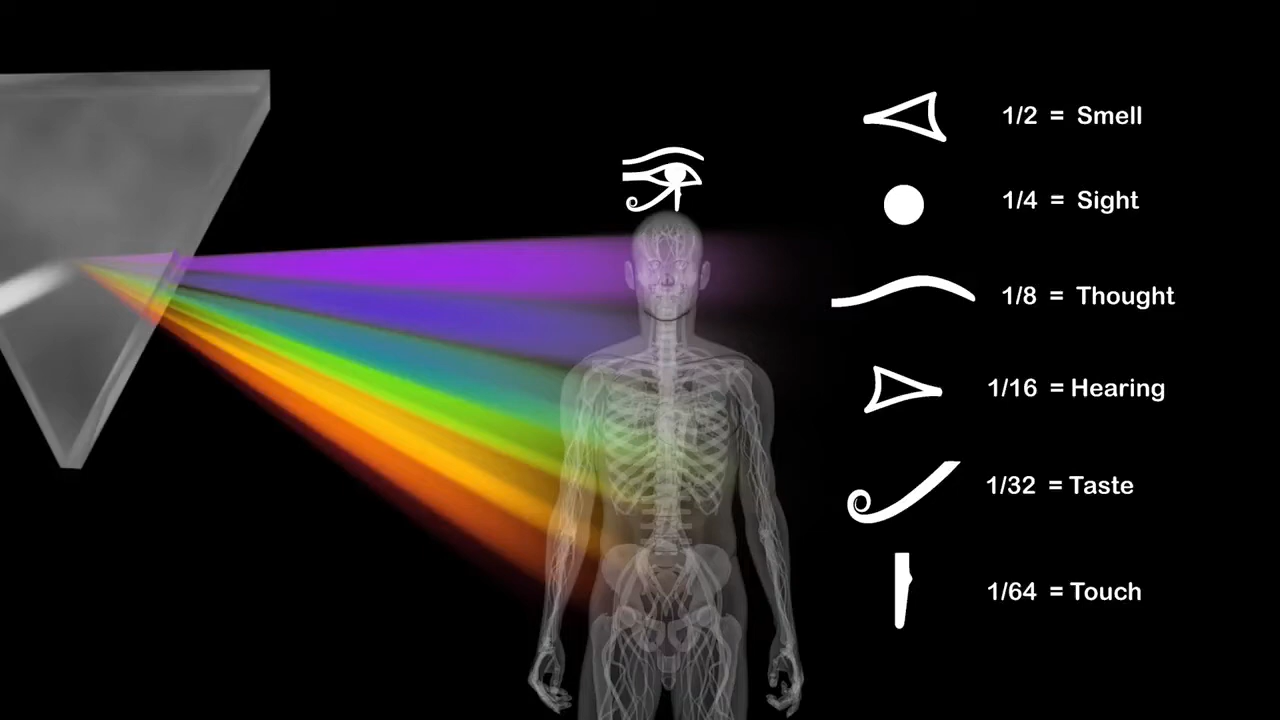 1/2 = Smell
1/4 = Sight
1/8 = Thought
1/16 = Hearing
1/32 = Taste
1/64 = Touch